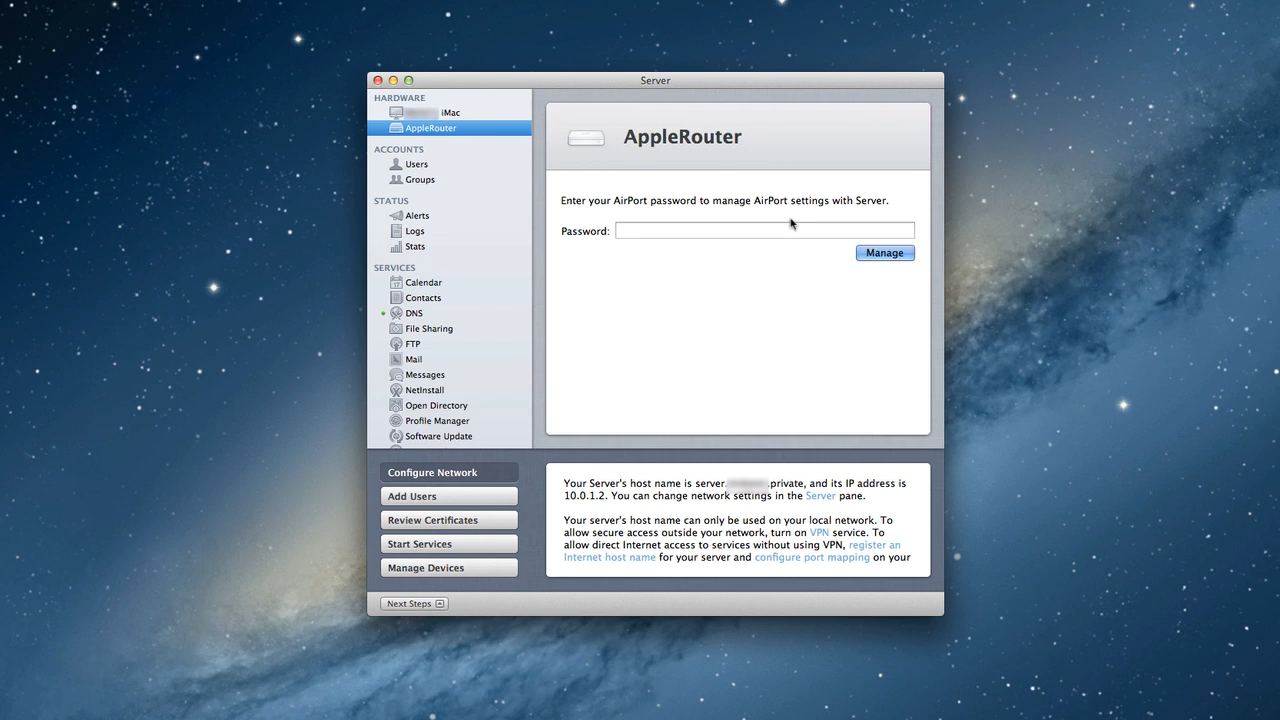 Server
HARDWARE
iMac
AppleRouter
ACCOUNTS
Users
Groups
STATUS
Alerts
Logs
Stats
SERVICES
17 Calendar
Contacts
DNS
File Sharing
FTP
Mail
Messages
NetInstall
Open Directory
Profile Manager
Software Update
AppleRouter
Enter your AirPort password to manage AirPort settings with Server.
Password:
Manage
Configure Network
Add Users
Review Certificates
Start Services
Manage Devices
Your Server's host name is server. .private, and its IP address is
10.0.1.2. You can change network settings in the Server pane.
Your server's host name can only be used on your local network. To
allow secure access outside your network, turn on VPN service. To
allow direct Internet access to services without using VPN, register an
Internet host name for your server and configure port mapping on your
Next Steps